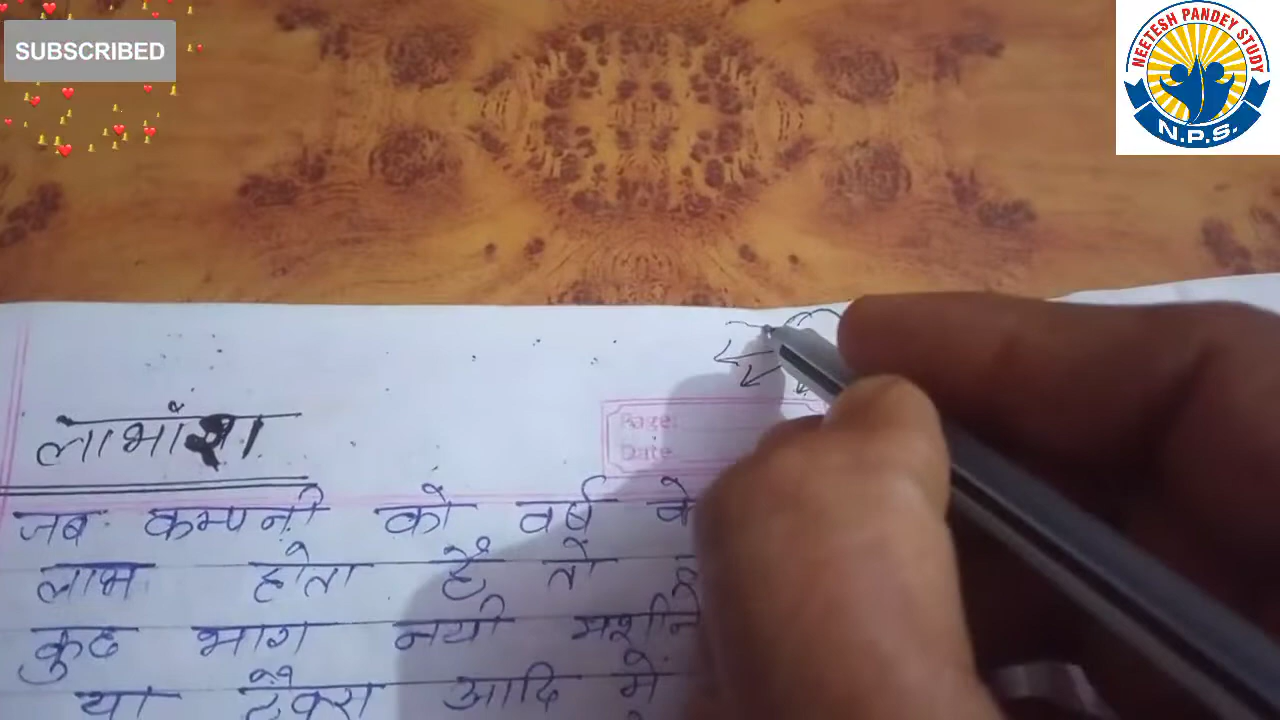 SUBSCRIBED
NEETESH PANDEY STUDY
N.P.S.
Page:
Date
लाभांश
जब कम्पनी को वर्ष के
लाभ होता है तो
कुछ भाग नयी मशीने
या टैक्स आदि में